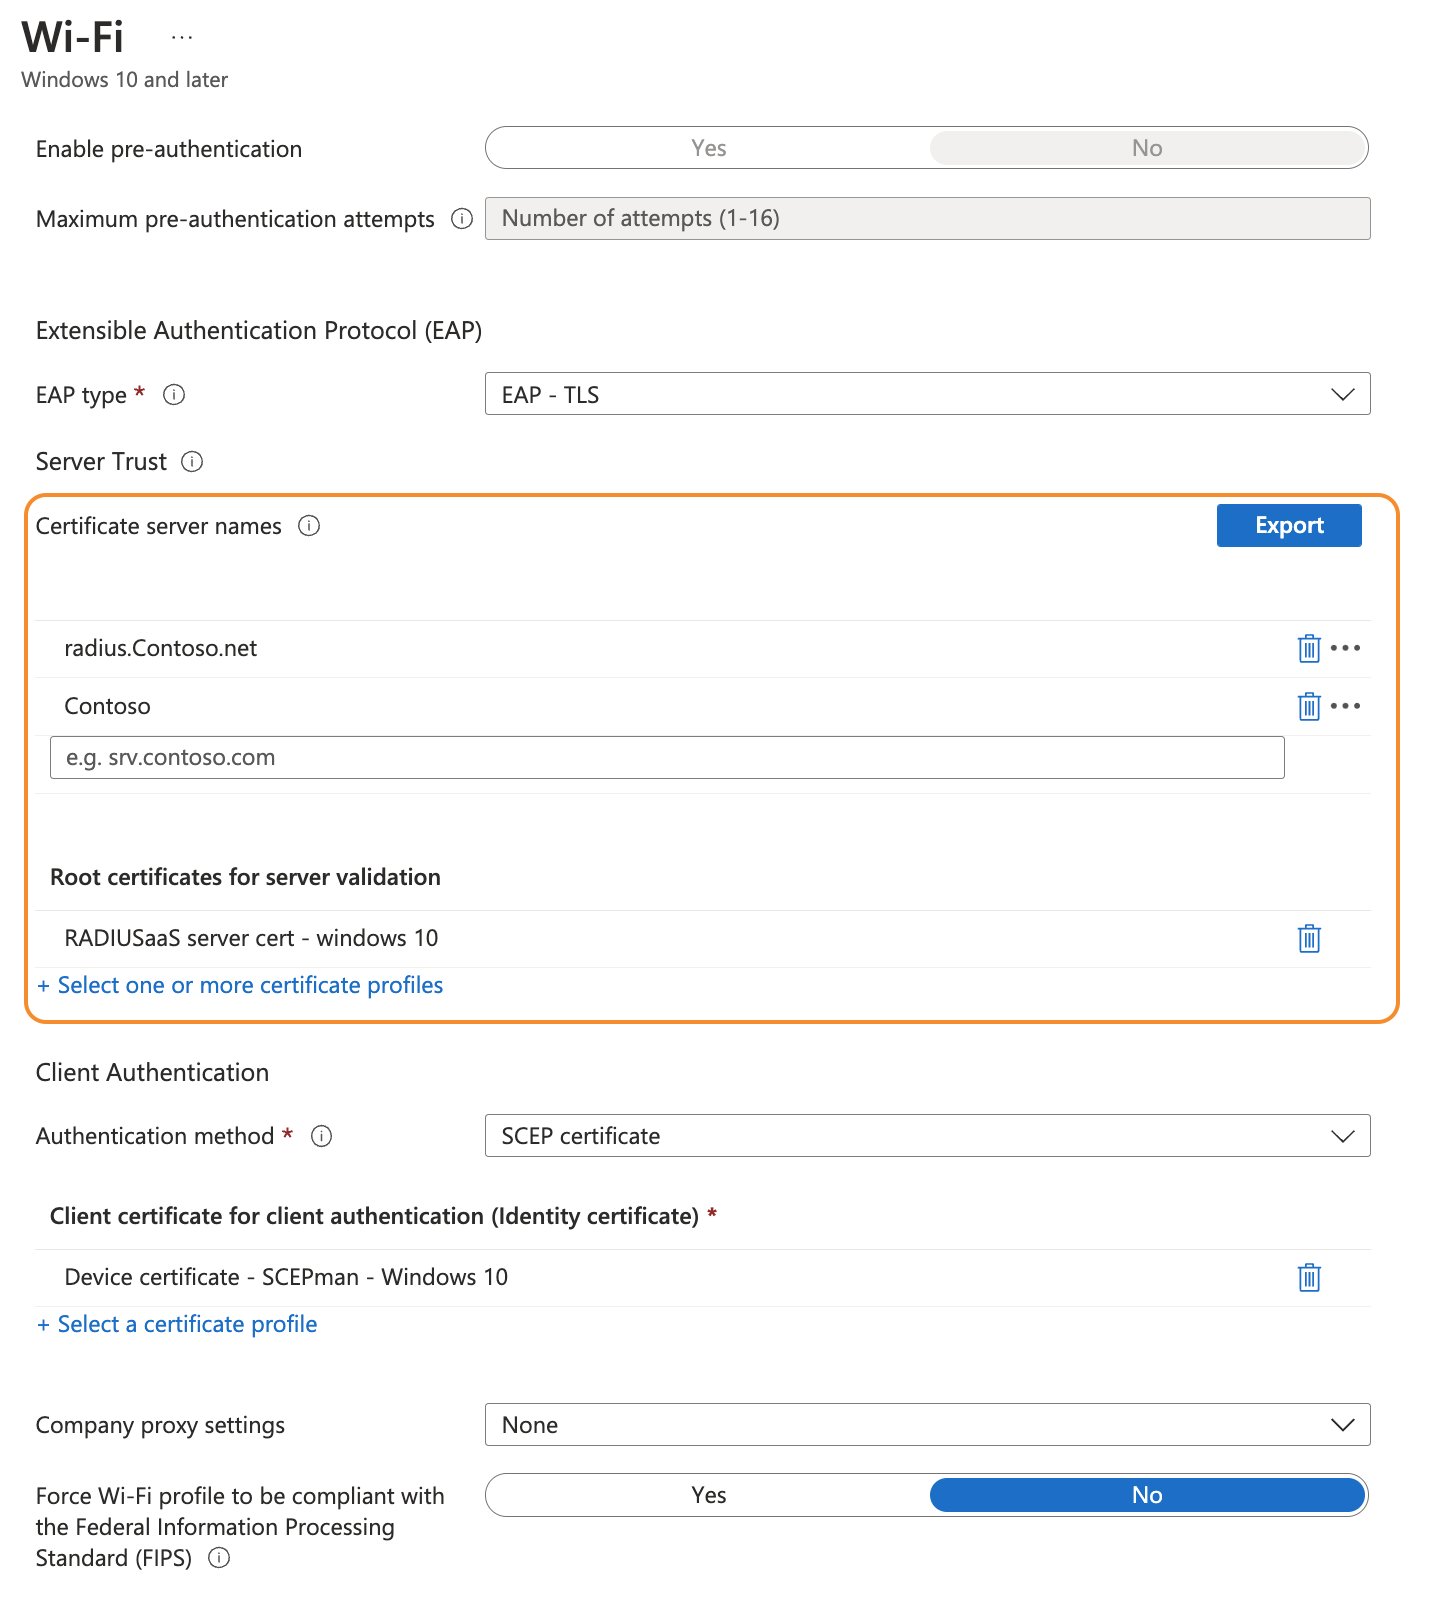 Wi-Fi ...
Windows 10 and later
Enable pre-authentication Yes No
Maximum pre-authentication attempts Number of attempts (1-16)
Extensible Authentication Protocol (EAP)
EAP type * EAP - TLS
Server Trust
Certificate server names Export
radius.Contoso.net
Contoso
e.g. srv.contoso.com
Root certificates for server validation
RADIUSaaS server cert - windows 10
+ Select one or more certificate profiles
Client Authentication
Authentication method * SCEP certificate
Client certificate for client authentication (Identity certificate) *
Device certificate - SCEPman - Windows 10
+ Select a certificate profile
Company proxy settings None
Force Wi-Fi profile to be compliant with Yes No
the Federal Information Processing
Standard (FIPS)